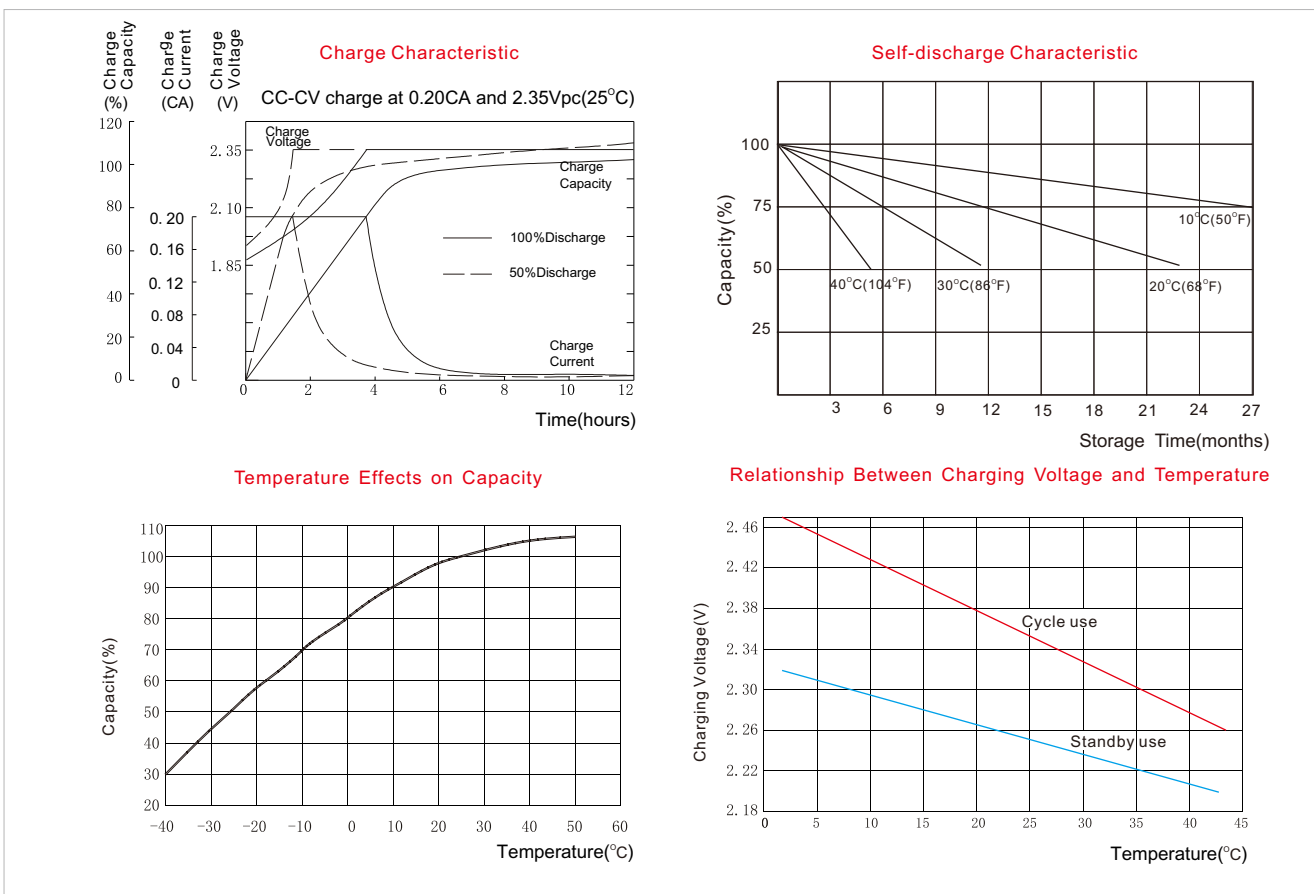 Charge Characteristic
Charge Capacity (%)
Charge Current (CA)
Charge Voltage (V)
CC-CV charge at 0.20CA and 2.35Vpc(25°C)
120
100
80
60
40
20
0
0. 20
0. 16
0. 12
0. 08
0. 04
0
2. 35
2. 10
1. 85
Charge
Voltage
Charge
Capacity
100%Discharge
50%Discharge
Charge
Current
0 2 4 6 8 10 12
Time(hours)
Self-discharge Characteristic
Capacity(%)
100
75
50
25
10°C(50°F)
40°C(104°F)
30°C(86°F)
20°C(68°F)
3 6 9 12 15 18 21 24 27
Storage Time(months)
Temperature Effects on Capacity
Capacity(%)
110
100
90
80
70
60
50
40
30
20
-40 -30 -20 -10 0 10 20 30 40 50 60
Temperature(°C)
Relationship Between Charging Voltage and Temperature
Charging Voltage(V)
2. 46
2. 42
2. 38
2. 34
2. 30
2. 26
2. 22
2. 18
Cycle use
Standby use
0 5 10 15 20 25 30 35 40 45
Temperature(°C)